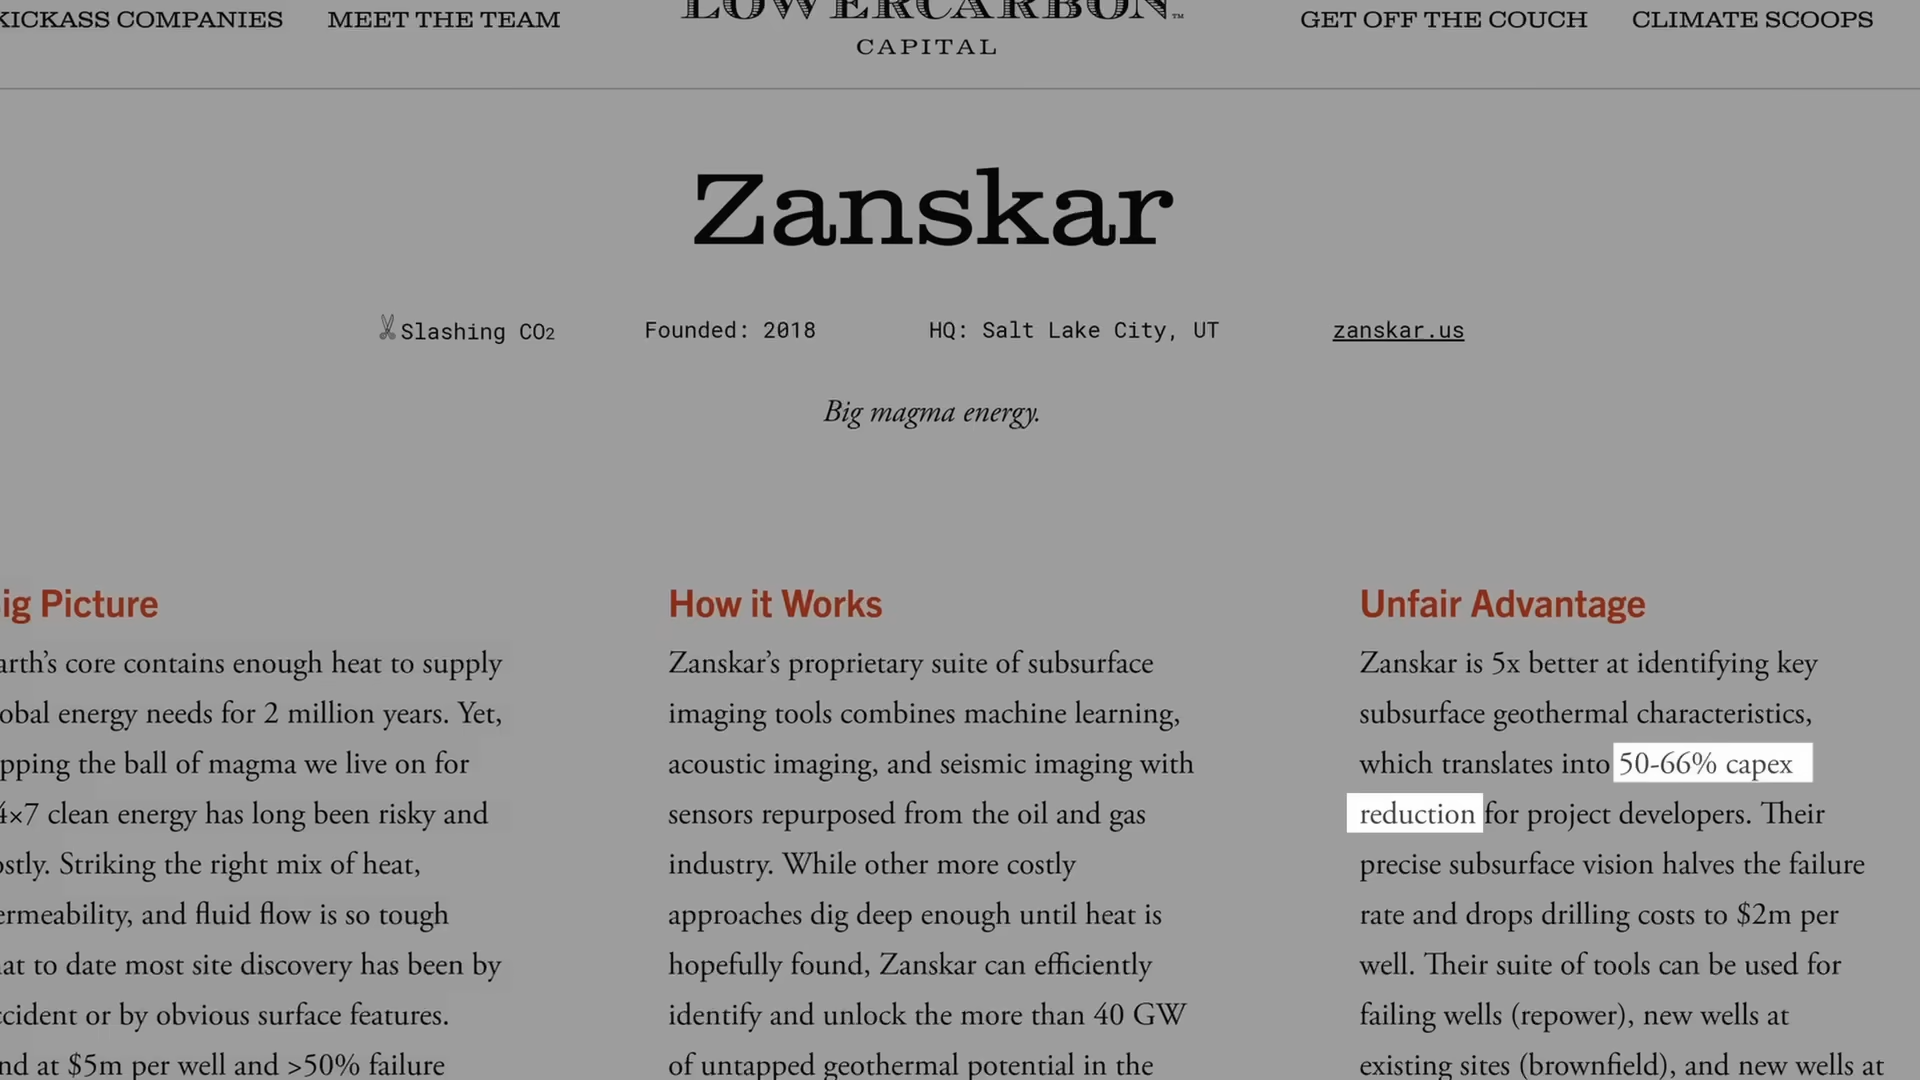 KICKASS COMPANIES
MEET THE TEAM
LOWERCARBON™
CAPITAL
GET OFF THE COUCH
CLIMATE SCOOPS
Zanskar
Slashing CO2
Founded: 2018
HQ: Salt Lake City, UT
zanskar.us
Big magma energy.
ig Picture
arth's core contains enough heat to supply
obal energy needs for 2 million years. Yet,
pping the ball of magma we live on for
4×7 clean energy has long been risky and
ostly. Striking the right mix of heat,
ermeability, and fluid flow is so tough
at to date most site discovery has been by
ccident or by obvious surface features.
nd at $5m per well and >50% failure
How it Works
Zanskar's proprietary suite of subsurface
imaging tools combines machine learning,
acoustic imaging, and seismic imaging with
sensors repurposed from the oil and gas
industry. While other more costly
approaches dig deep enough until heat is
hopefully found, Zanskar can efficiently
identify and unlock the more than 40 GW
of untapped geothermal potential in the
Unfair Advantage
Zanskar is 5x better at identifying key
subsurface geothermal characteristics,
which translates into 50-66% capex
reduction for project developers. Their
precise subsurface vision halves the failure
rate and drops drilling costs to $2m per
well. Their suite of tools can be used for
failing wells (repower), new wells at
existing sites (brownfield), and new wells at